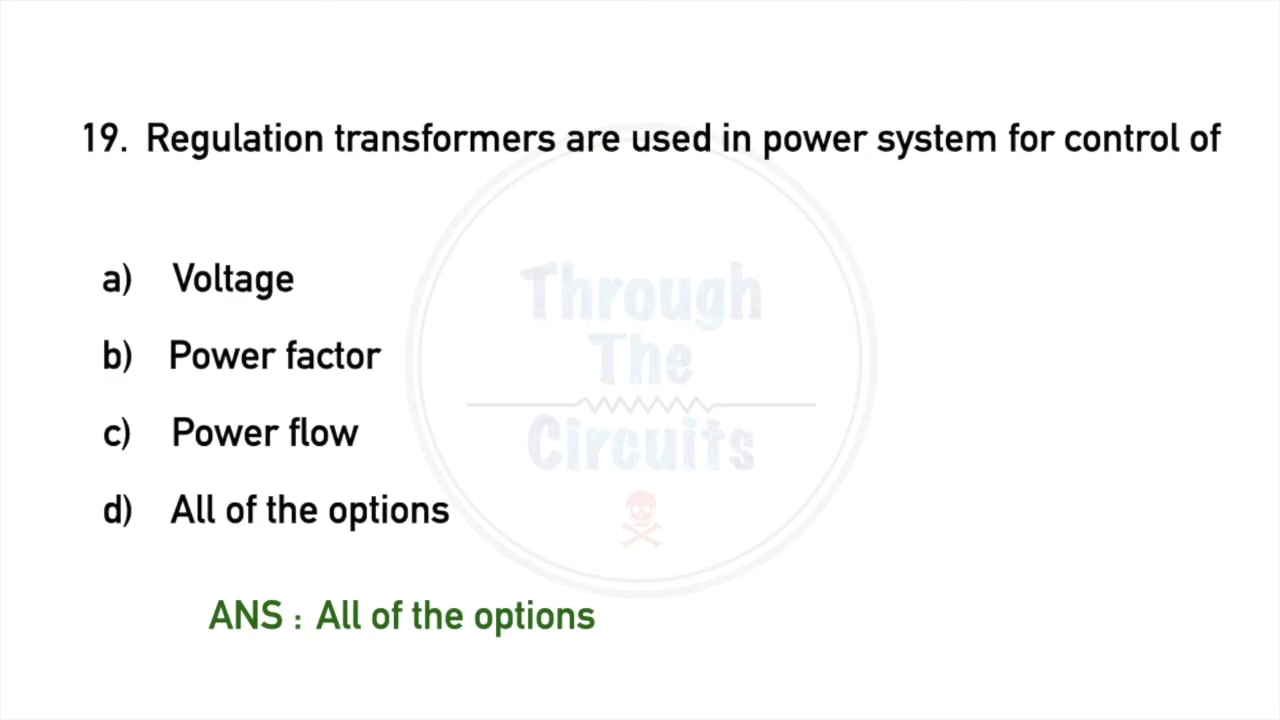 19. Regulation transformers are used in power system for control of
a) Voltage
b) Power factor
c) Power flow
d) All of the options
ANS : All of the options
Through
The
Circuits